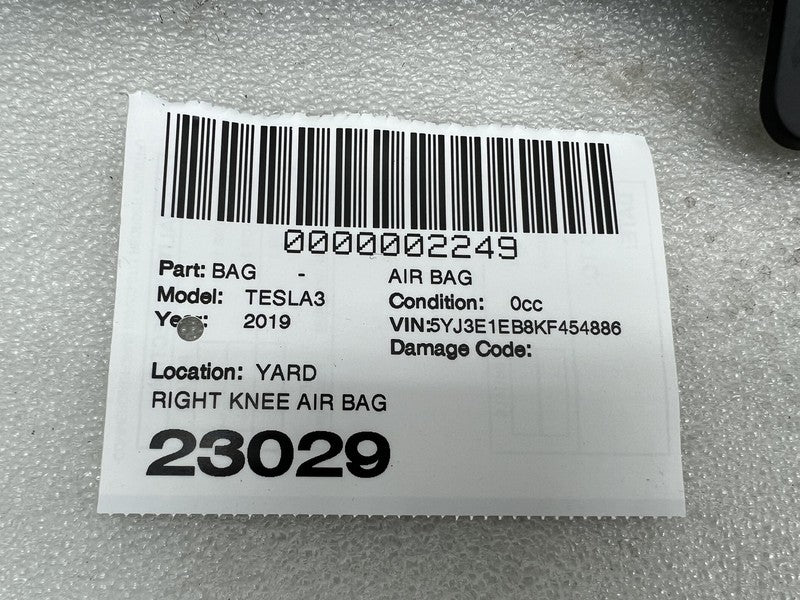 0000002249
Part: BAG - AIR BAG
Model: TESLA3 Condition: 0cc
2019 VIN:5YJ3E1EB8KF454886
Damage Code:
Location: YARD
RIGHT KNEE AIR BAG
23029